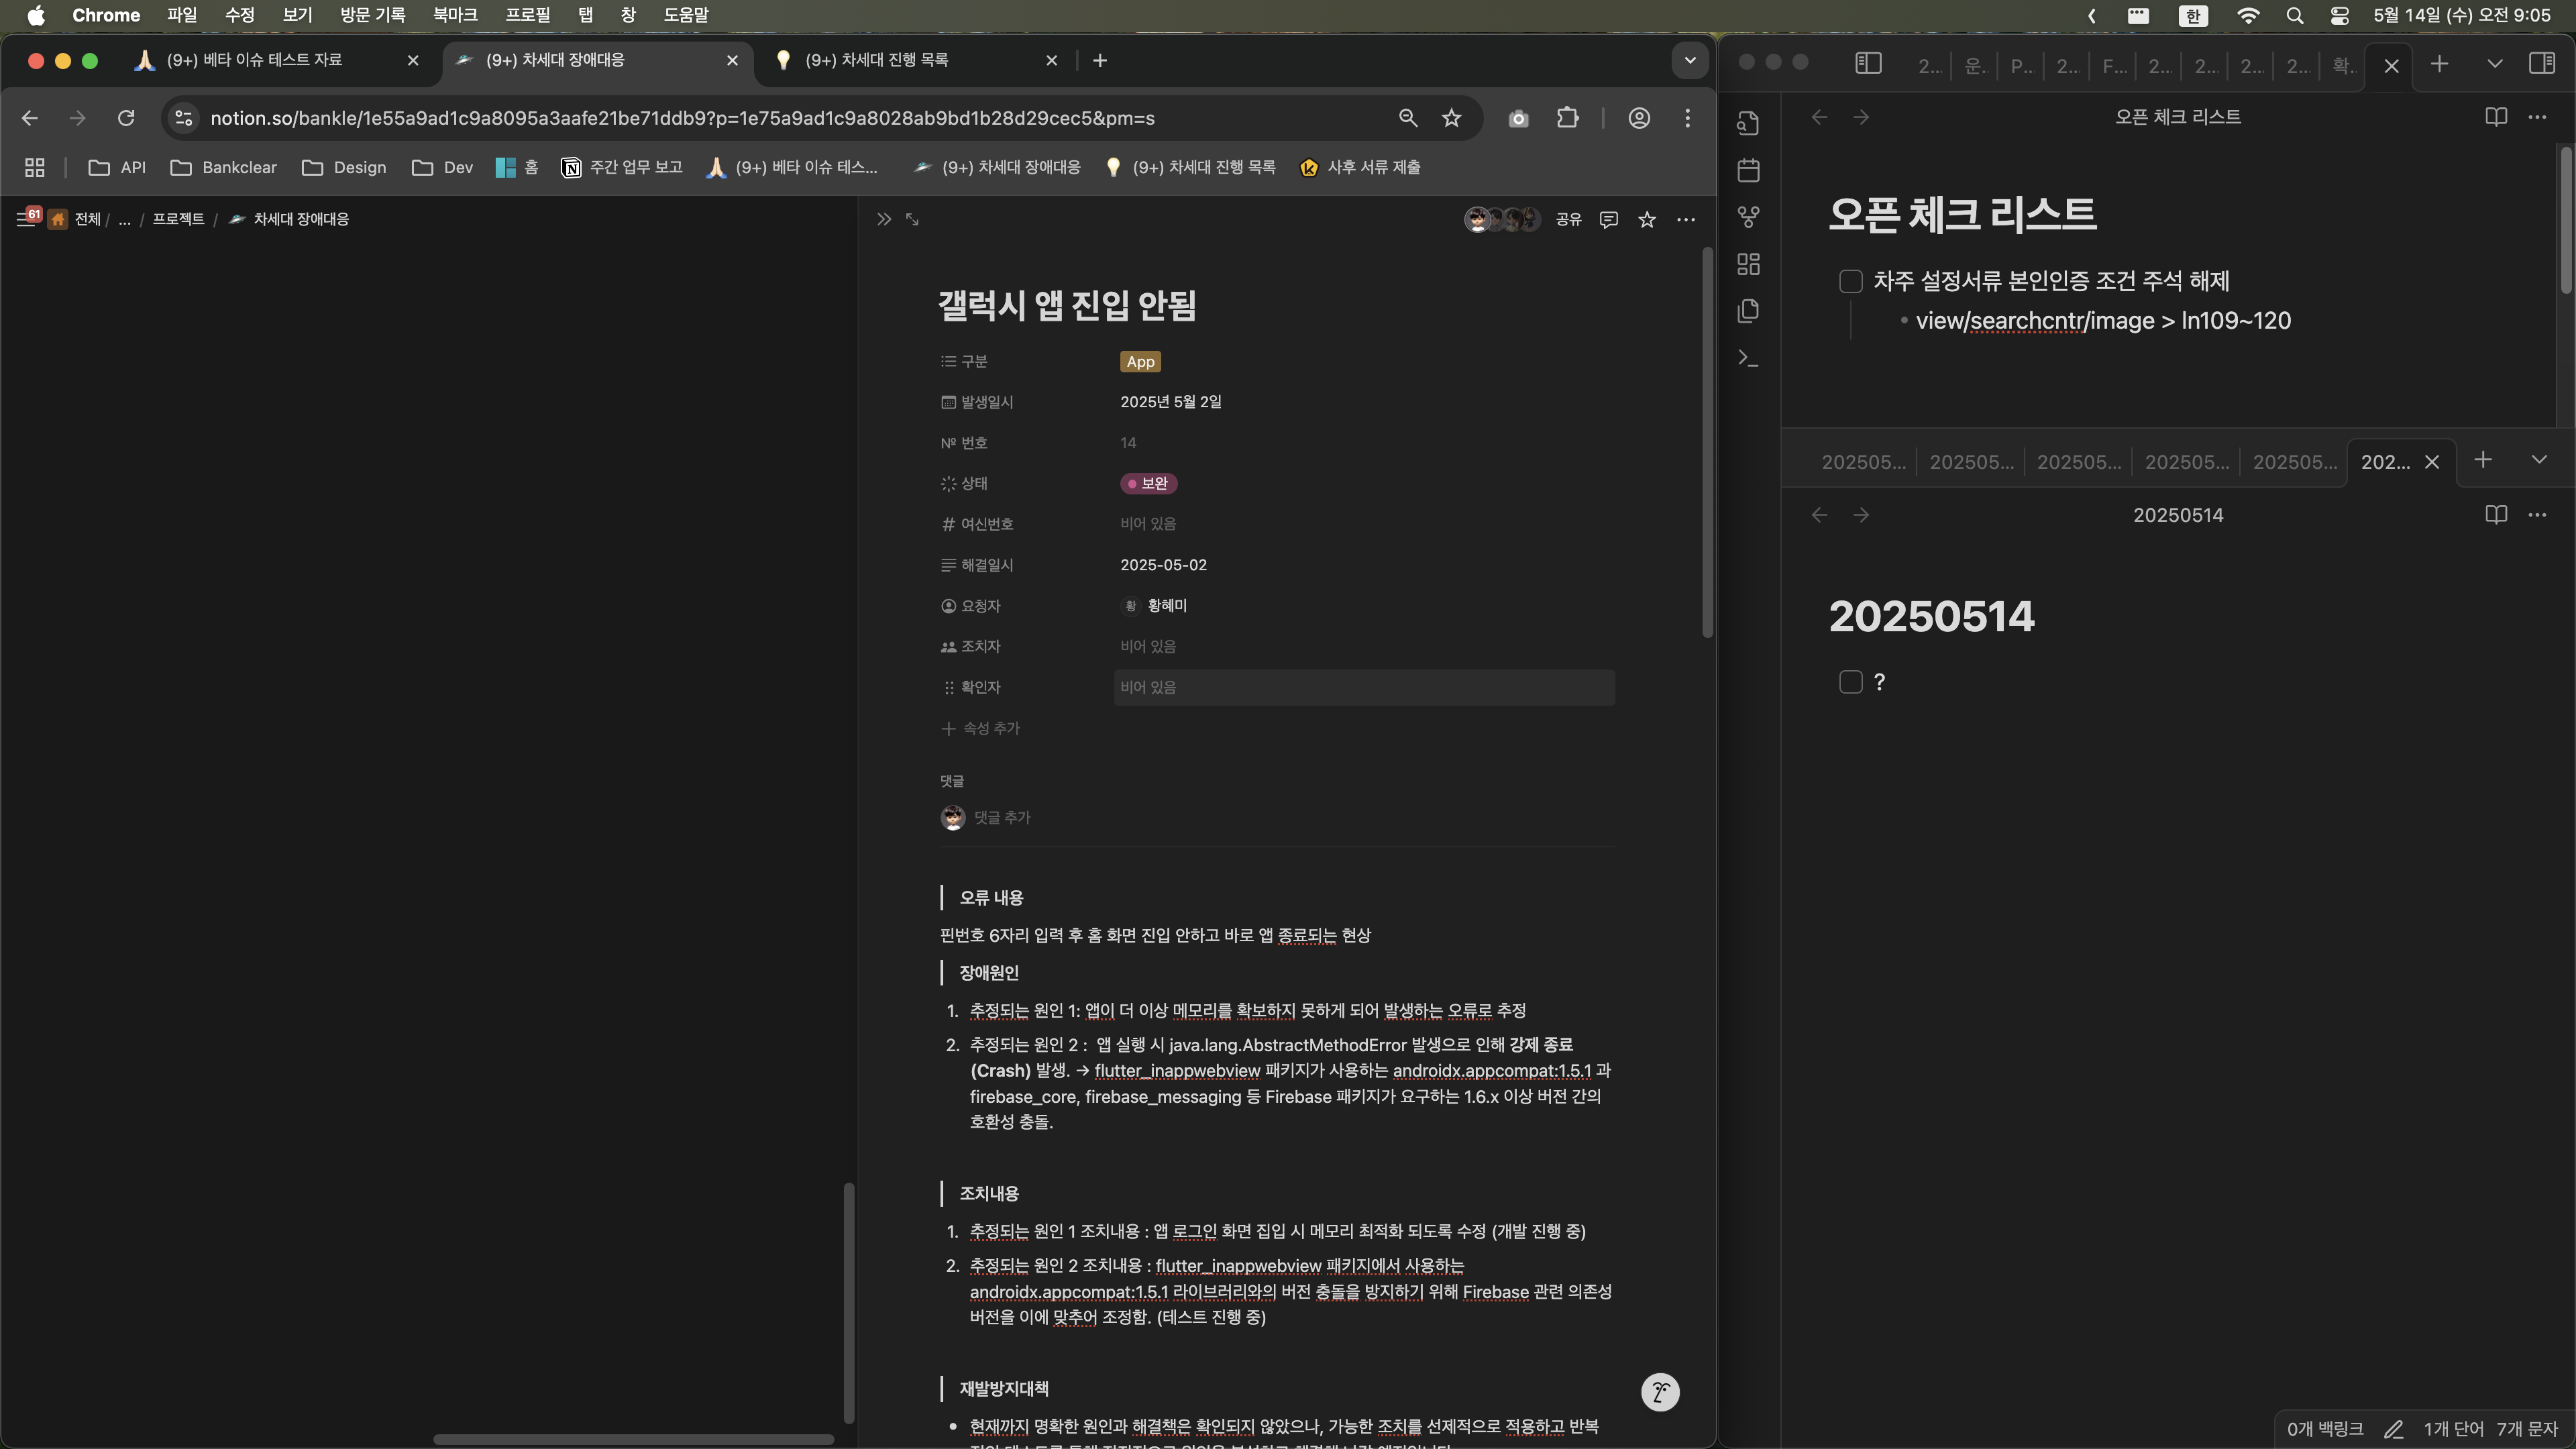 Chrome 파일 수정 보기 방문 기록 북마크 프로필 탭 창 도움말
한 5월 14일 (수) 오전 9:05
(9+) 베타 이슈 테스트 자료
(9+) 차세대 장애대응
(9+) 차세대 진행 목록
notion.so/bankle/1e55a9ad1c9a8095a3aafe21be71ddb9?p=1e75a9ad1c9a8028ab9bd1b28d29cec5&pm=s
API Bankclear Design Dev 홈 주간 업무 보고 (9+) 베타 이슈 테스... (9+) 차세대 장애대응 (9+) 차세대 진행 목록 사후 서류 제출
61 전체 / ... / 프로젝트 / 차세대 장애대응
공유
갤럭시 앱 진입 안됨
구분 App
발생일시 2025년 5월 2일
Nº 번호 14
상태 보완
# 여신번호 비어 있음
해결일시 2025-05-02
요청자 황 황혜미
조치자 비어 있음
확인자 비어 있음
속성 추가
댓글
댓글 추가
오류 내용
핀번호 6자리 입력 후 홈 화면 진입 안하고 바로 앱 종료되는 현상
장애원인
1. 추정되는 원인 1: 앱이 더 이상 메모리를 확보하지 못하게 되어 발생하는 오류로 추정
2. 추정되는 원인 2 : 앱 실행 시 java.lang.AbstractMethodError 발생으로 인해 강제 종료
(Crash) 발생. → flutter_inappwebview 패키지가 사용하는 androidx.appcompat:1.5.1 과
firebase_core, firebase_messaging 등 Firebase 패키지가 요구하는 1.6.x 이상 버전 간의
호환성 충돌.
조치내용
1. 추정되는 원인 1 조치내용 : 앱 로그인 화면 집입 시 메모리 최적화 되도록 수정 (개발 진행 중)
2. 추정되는 원인 2 조치내용 : flutter_inappwebview 패키지에서 사용하는
androidx.appcompat:1.5.1 라이브러리와의 버전 충돌을 방지하기 위해 Firebase 관련 의존성
버전을 이에 맞추어 조정함. (테스트 진행 중)
재발방지대책
• 현재까지 명확한 원인과 해결책은 확인되지 않았으나, 가능한 조치를 선제적으로 적용하고 반복
2... 운.. P... 2... F... 2... 2... 2... 2... 확..
오픈 체크 리스트
오픈 체크 리스트
차주 설정서류 본인인증 조건 주석 해제
• view/searchcntr/image > ln109~120
202505... 202505... 202505... 202505... 202505... 202...
20250514
20250514
?
0개 백링크 1개 단어 7개 문자